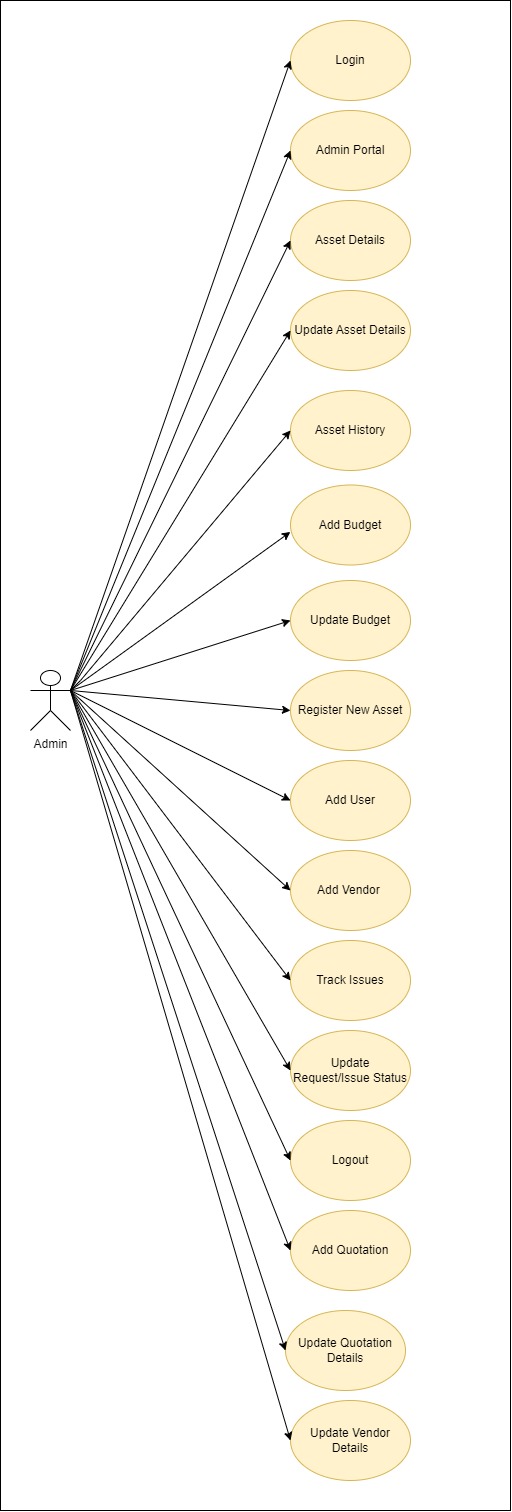 Login
Admin Portal
Asset Details
Update Asset Details
Asset History
Add Budget
Update Budget
Admin
Register New Asset
Add User
Add Vendor
Track Issues
Update
Request/Issue Status
Logout
Add Quotation
Update Quotation
Details
Update Vendor
Details